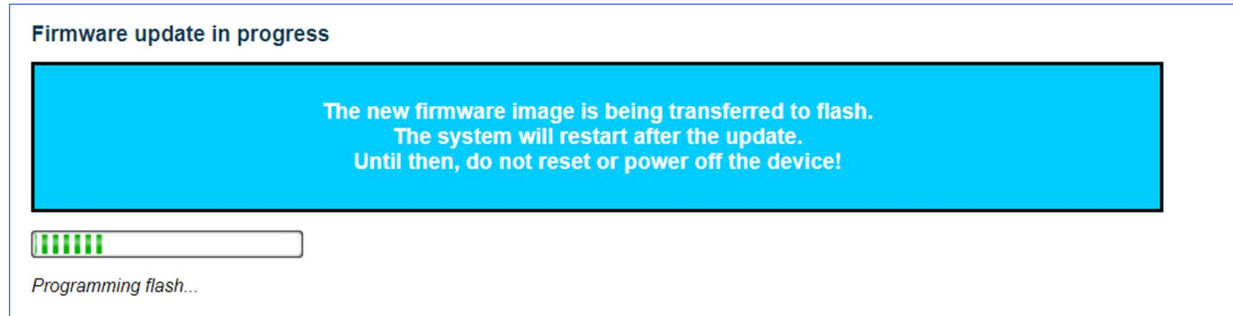 Firmware update in progress
The new firmware image is being transferred to flash.
The system will restart after the update.
Until then, do not reset or power off the device!
Programming flash...